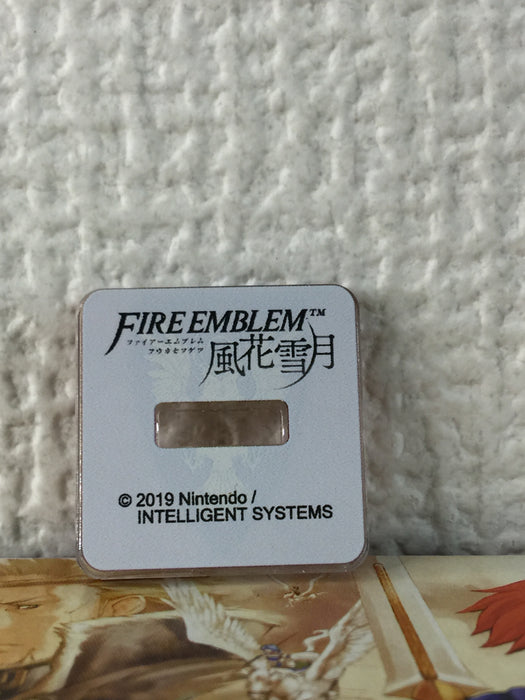 FIRE EMBLEM™
ファイアーエムブレム
フウカセツゲツ
風花雪月
© 2019 Nintendo /
INTELLIGENT SYSTEMS